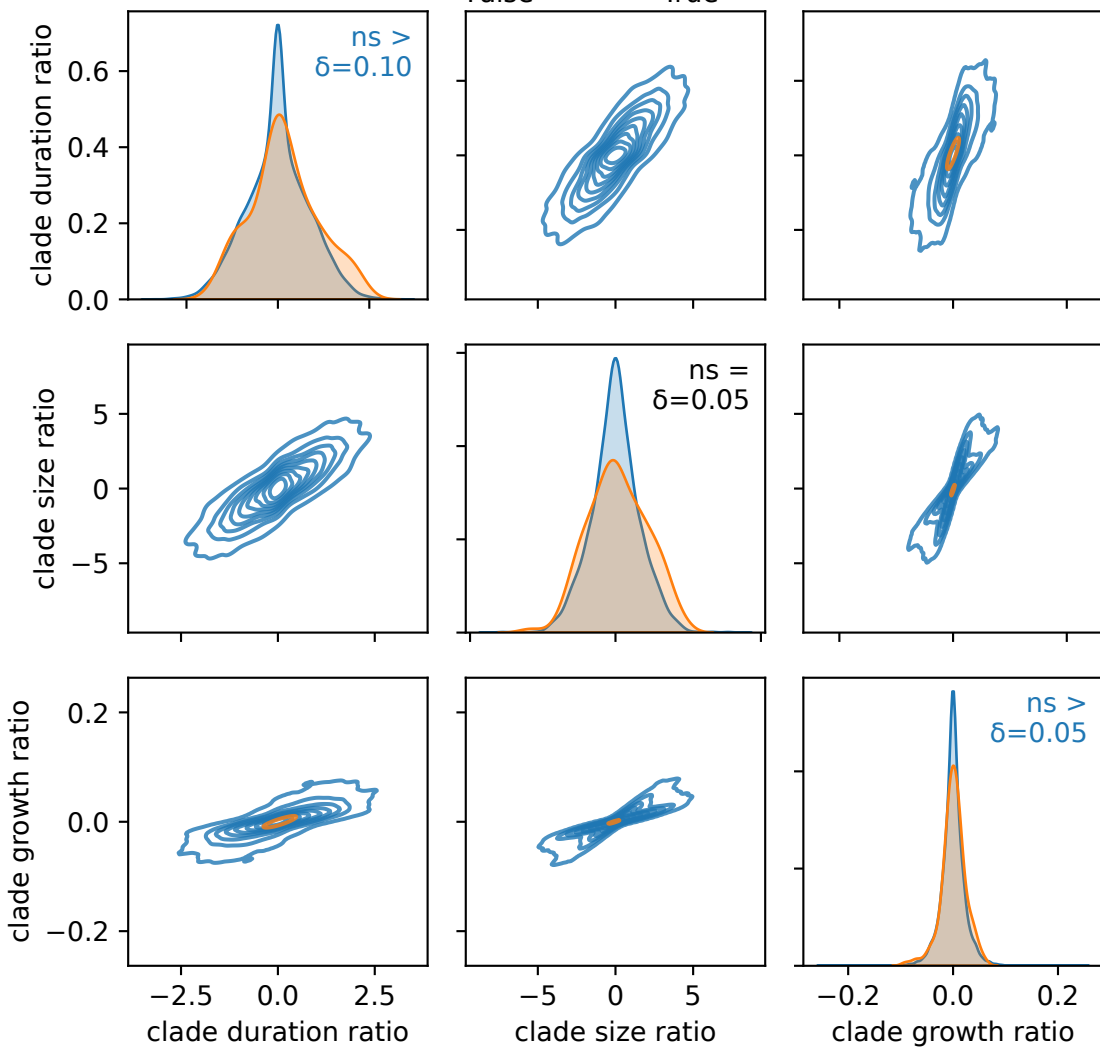 clade duration ratio
0.6
0.4
0.2
0.0
ns >
δ=0.10
clade size ratio
5
0
−5
ns =
δ=0.05
clade growth ratio
0.2
0.0
−0.2
ns >
δ=0.05
−2.5 0.0 2.5
−5 0 5
−0.2 0.0 0.2
clade duration ratio
clade size ratio
clade growth ratio